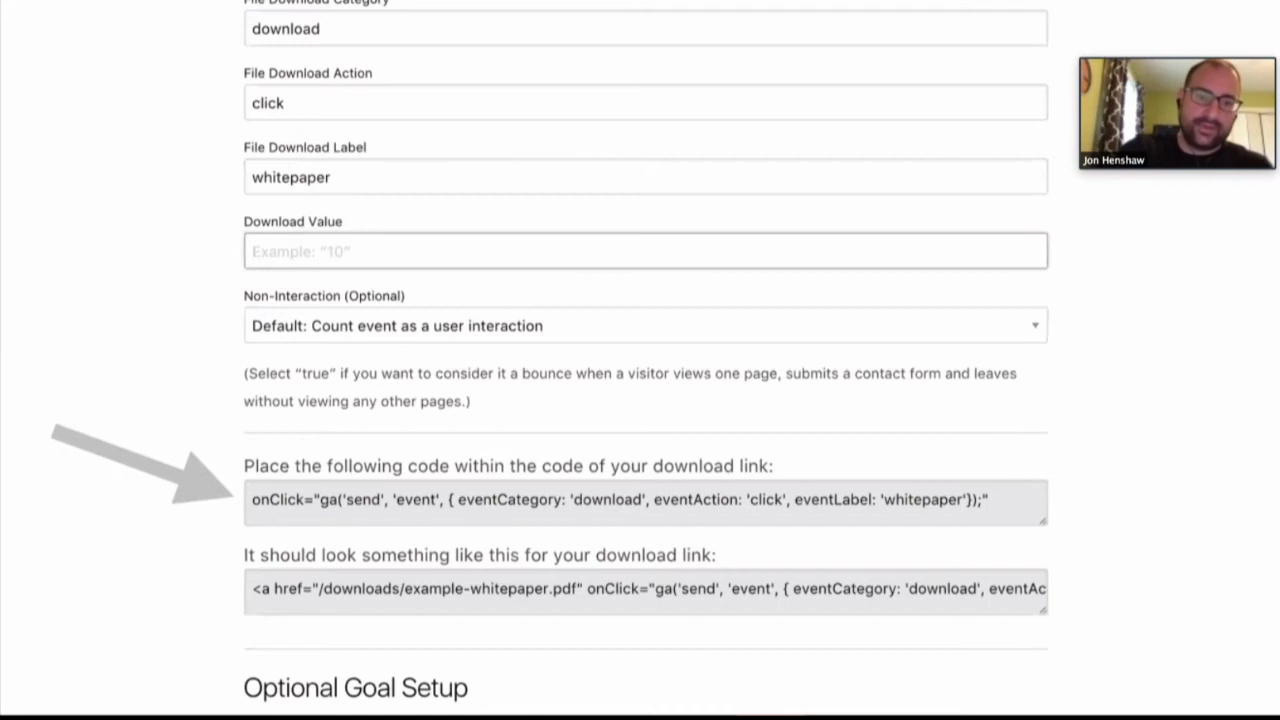 File Download Category
download
File Download Action
click
File Download Label
whitepaper
Download Value
Example: "10"
Non-Interaction (Optional)
Default: Count event as a user interaction
(Select "true" if you want to consider it a bounce when a visitor views one page, submits a contact form and leaves
without viewing any other pages.)
Place the following code within the code of your download link:
onClick="ga('send', 'event', { eventCategory: 'download', eventAction: 'click', eventLabel: 'whitepaper'});"
It should look something like this for your download link:
<a href="/downloads/example-whitepaper.pdf" onClick="ga('send', 'event', { eventCategory: 'download', eventAc
Optional Goal Setup
Jon Henshaw